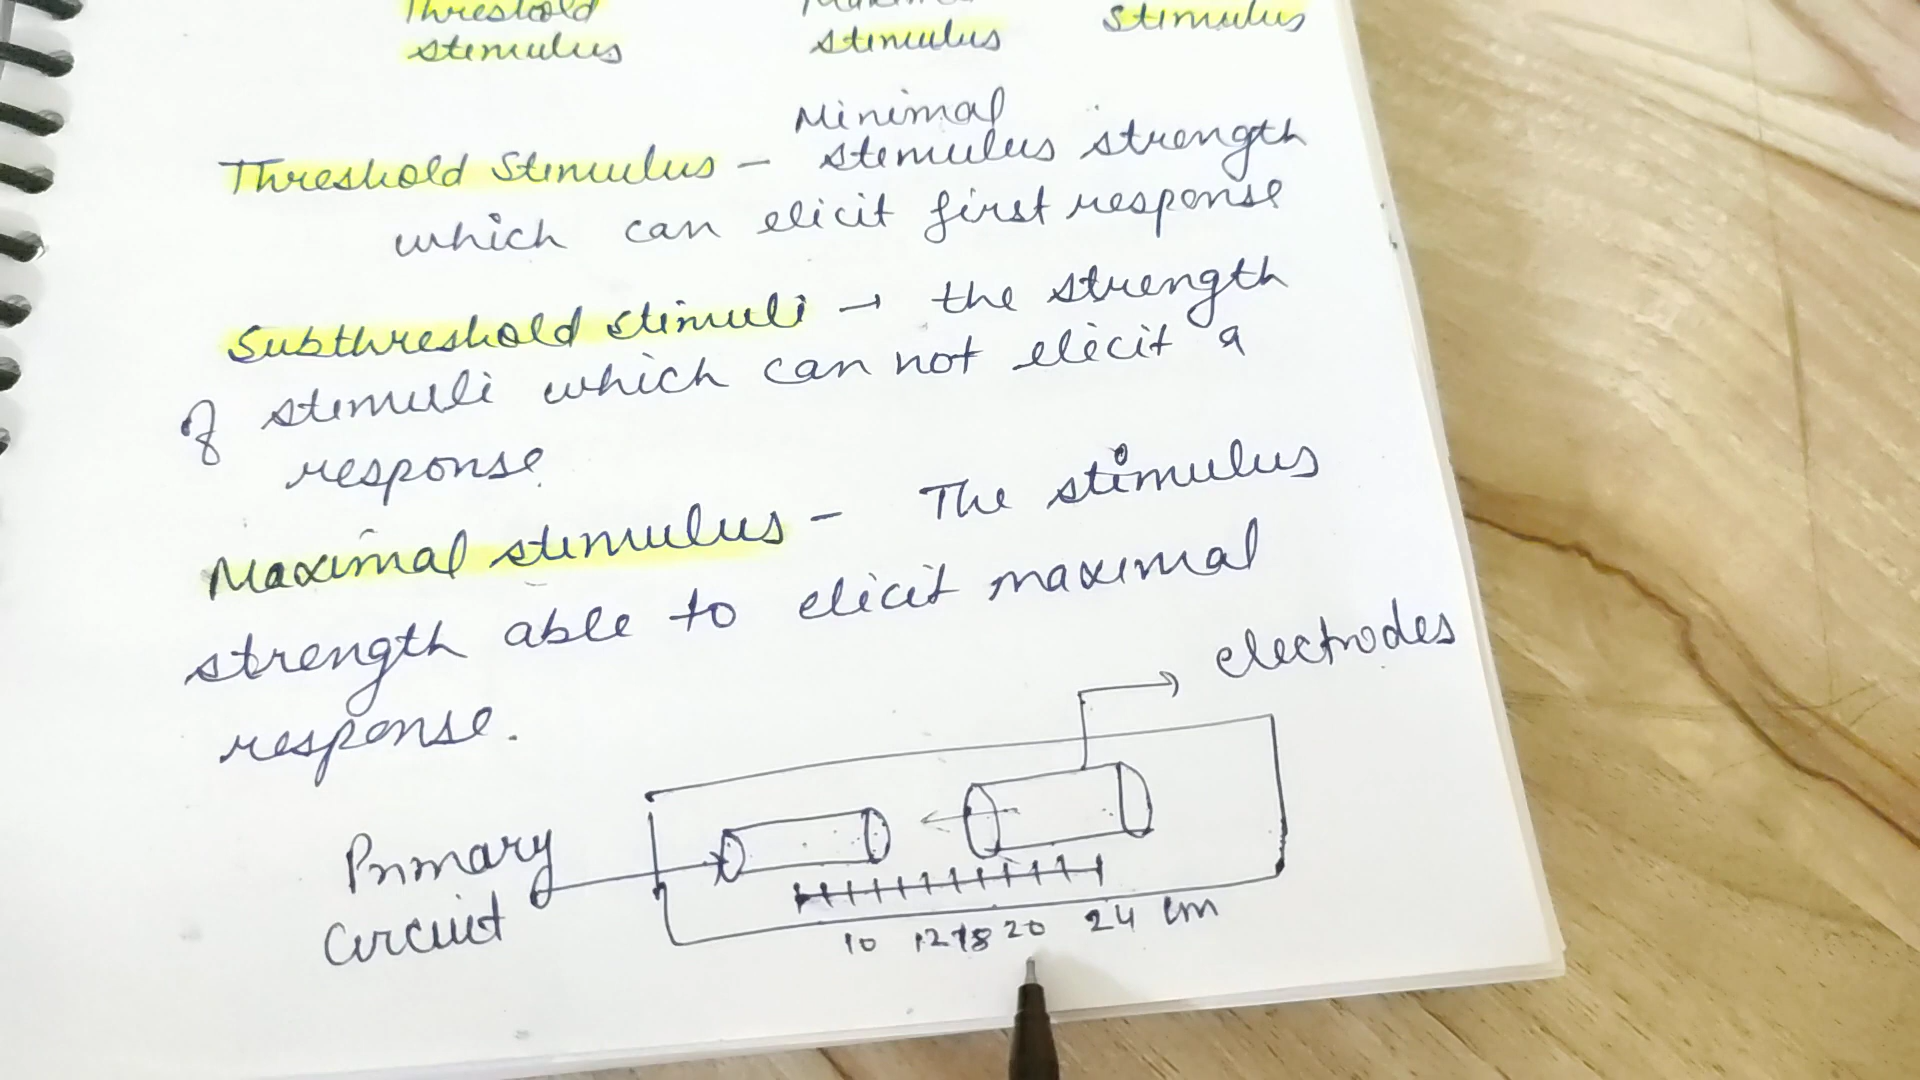 Threshold
stimulus
stimulus
stimulus
Minimal
Threshold Stimulus – stimulus strength
which can elicit first response
Subthreshold stimuli → the strength
of stimuli which can not elicit a
response.
Maximal stimulus – The stimulus
strength able to elicit maximal
response.
electrodes
Primary
circuit
10 12 18 20 24 cm